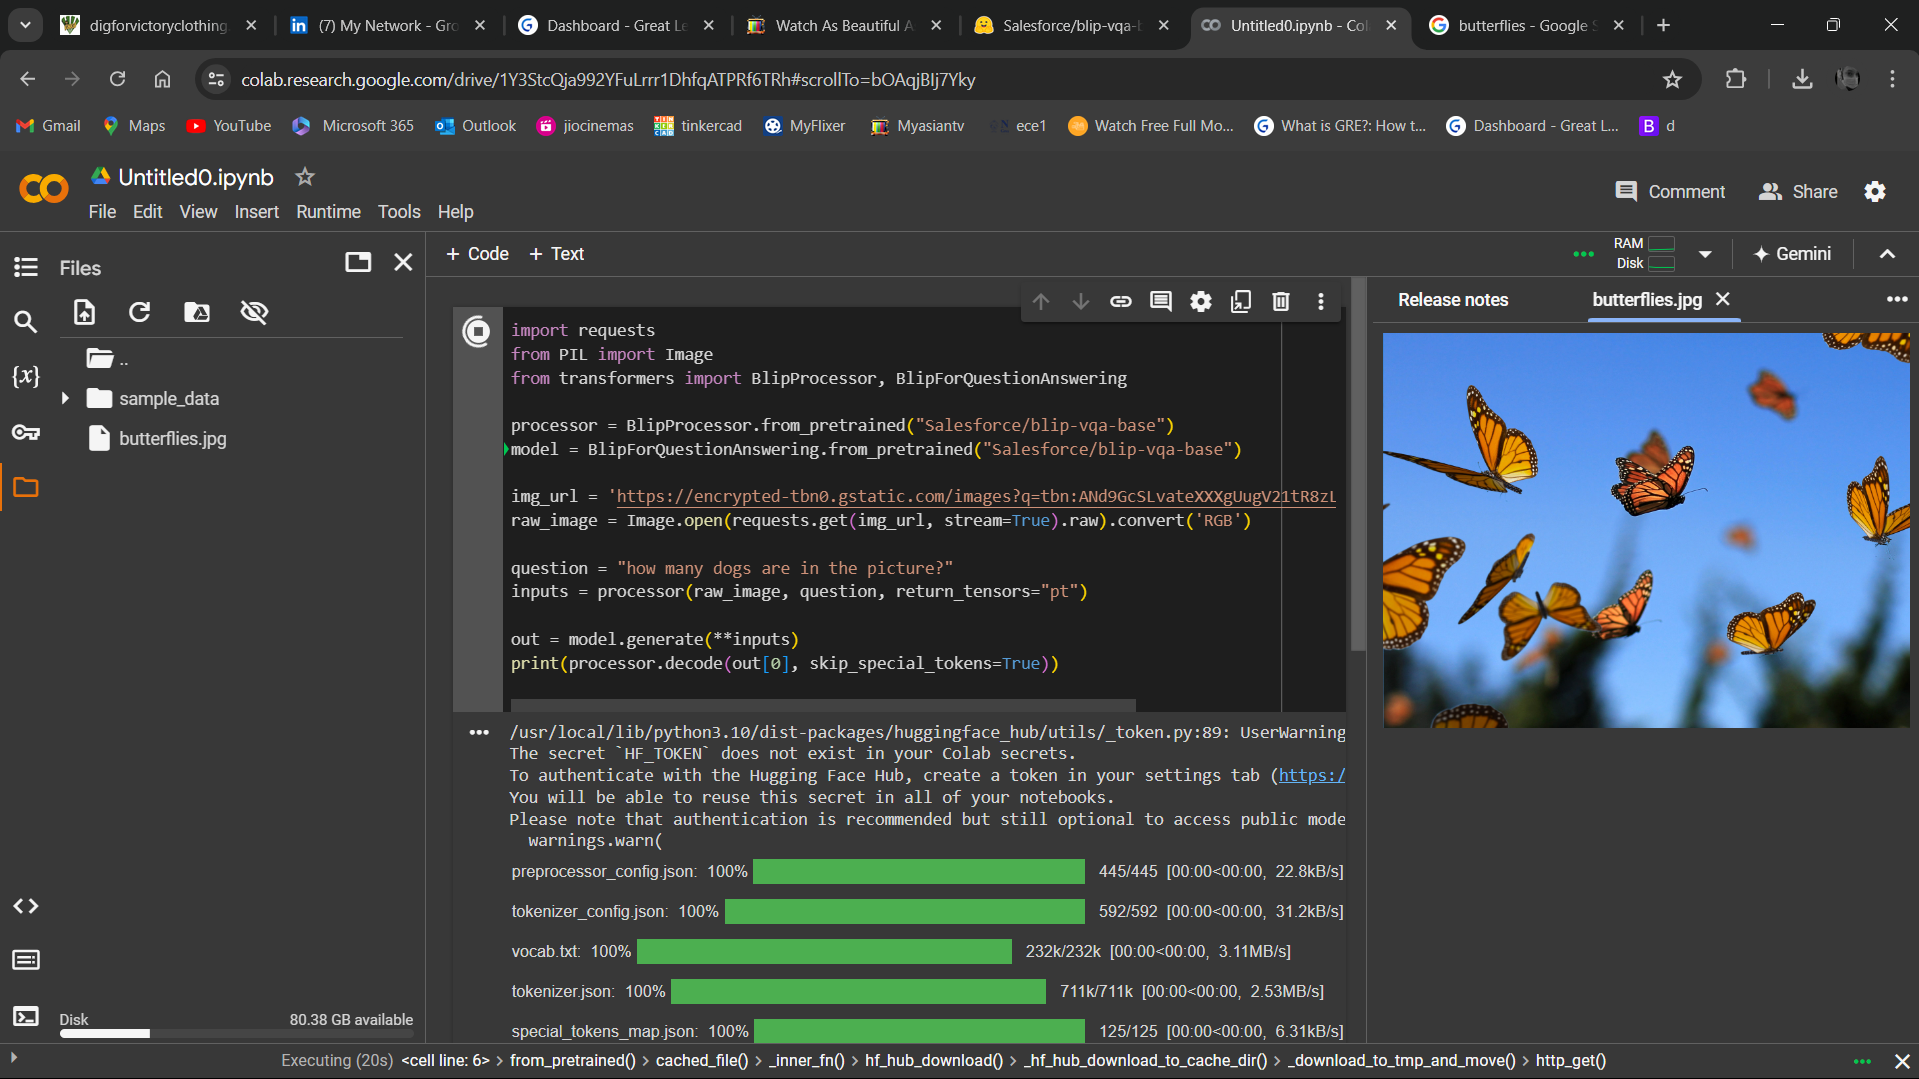 digforvictoryclothing.
(7) My Network - Gro
Dashboard - Great Le
Watch As Beautiful A
Salesforce/blip-vqa-b
Untitled0.ipynb - Col
butterflies - Google S
colab.research.google.com/drive/1Y3StcQja992YFuLrrr1DhfqATPRf6TRh#scrollTo=bOAqjBIj7Yky
Gmail
Maps
YouTube
Microsoft 365
Outlook
jiocinemas
tinkercad
MyFlixer
Myasiantv
ece1
Watch Free Full Mo...
What is GRE?: How t...
Dashboard - Great L...
B d
Untitled0.ipynb
File Edit View Insert Runtime Tools Help
Comment
Share
Files
+ Code + Text
RAM
Disk
Gemini
..
sample_data
butterflies.jpg
{x}
import requests
from PIL import Image
from transformers import BlipProcessor, BlipForQuestionAnswering
processor = BlipProcessor.from_pretrained("Salesforce/blip-vqa-base")
model = BlipForQuestionAnswering.from_pretrained("Salesforce/blip-vqa-base")
img_url = 'https://encrypted-tbn0.gstatic.com/images?q=tbn:ANd9GcSLvateXXXgUugV21tR8zL
raw_image = Image.open(requests.get(img_url, stream=True).raw).convert('RGB')
question = "how many dogs are in the picture?"
inputs = processor(raw_image, question, return_tensors="pt")
out = model.generate(**inputs)
print(processor.decode(out[0], skip_special_tokens=True))
/usr/local/lib/python3.10/dist-packages/huggingface_hub/utils/_token.py:89: UserWarning
The secret `HF_TOKEN` does not exist in your Colab secrets.
To authenticate with the Hugging Face Hub, create a token in your settings tab (https:/
You will be able to reuse this secret in all of your notebooks.
Please note that authentication is recommended but still optional to access public mode
warnings.warn(
preprocessor_config.json: 100% 445/445 [00:00<00:00, 22.8kB/s]
tokenizer_config.json: 100% 592/592 [00:00<00:00, 31.2kB/s]
vocab.txt: 100% 232k/232k [00:00<00:00, 3.11MB/s]
tokenizer.json: 100% 711k/711k [00:00<00:00, 2.53MB/s]
special_tokens_map.json: 100% 125/125 [00:00<00:00, 6.31kB/s]
Release notes
butterflies.jpg
Disk 80.38 GB available
Executing (20s) <cell line: 6> > from_pretrained() > cached_file() > _inner_fn() > hf_hub_download() > _hf_hub_download_to_cache_dir() > _download_to_tmp_and_move() > http_get()